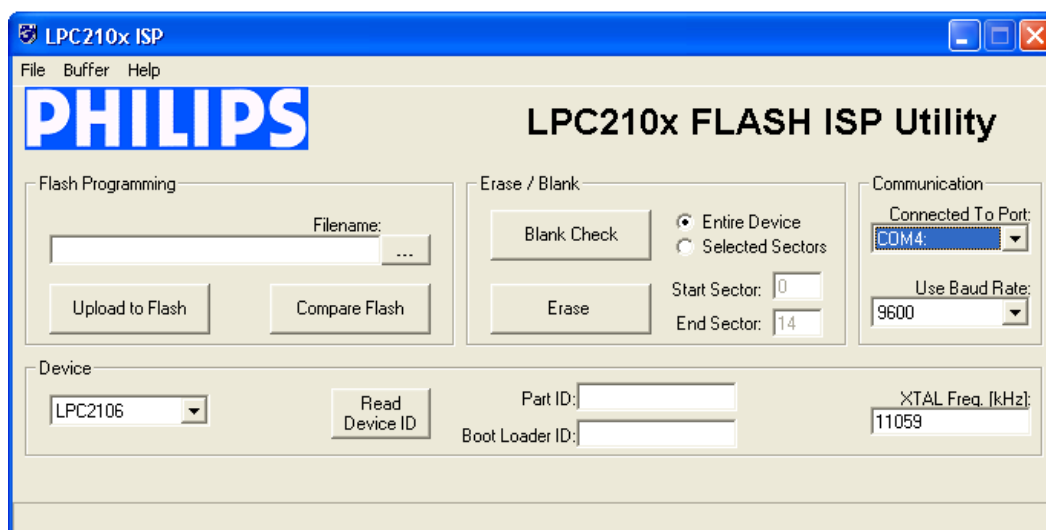 LPC210x ISP
File Buffer Help
PHILIPS
LPC210x FLASH ISP Utility
Flash Programming
Filename:
...
Upload to Flash
Compare Flash
Erase / Blank
Blank Check
Entire Device
Selected Sectors
Erase
Start Sector: 0
End Sector: 14
Communication
Connected To Port:
COM4:
Use Baud Rate:
9600
Device
LPC2106
Read
Device ID
Part ID:
Boot Loader ID:
XTAL Freq. [kHz]:
11059